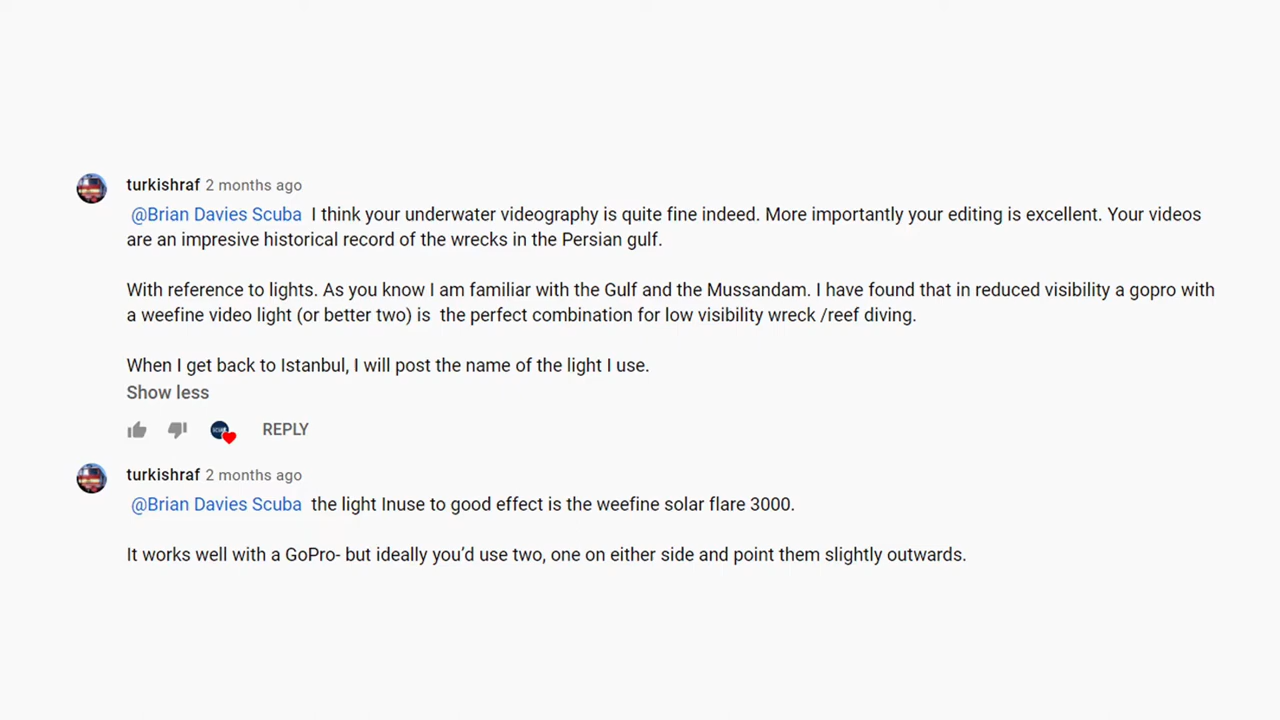 turkishraf 2 months ago
@Brian Davies Scuba I think your underwater videography is quite fine indeed. More importantly your editing is excellent. Your videos
are an impresive historical record of the wrecks in the Persian gulf.
With reference to lights. As you know I am familiar with the Gulf and the Mussandam. I have found that in reduced visibility a gopro with
a weefine video light (or better two) is the perfect combination for low visibility wreck /reef diving.
When I get back to Istanbul, I will post the name of the light I use.
Show less
SCUBA
REPLY
turkishraf 2 months ago
@Brian Davies Scuba the light Inuse to good effect is the weefine solar flare 3000.
It works well with a GoPro- but ideally you’d use two, one on either side and point them slightly outwards.